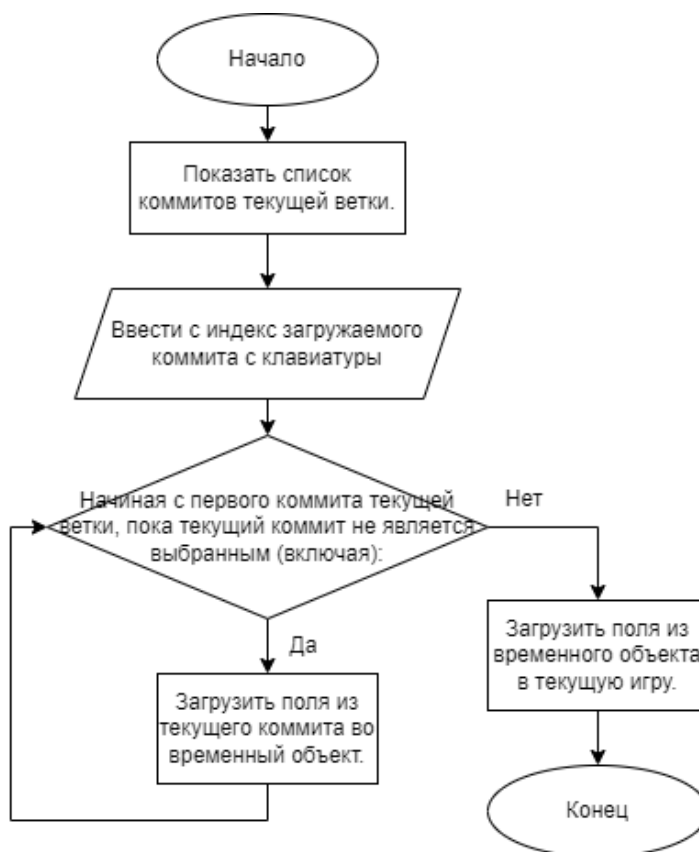 Начало
Показать список
коммитов текущей ветки.
Ввести с индекс загружаемого
коммита с клавиатуры
Начиная с первого коммита текущей
ветки, пока текущий коммит не является
выбранным (включая):
Нет
Да
Загрузить поля из
текущего коммита во
временный объект.
Загрузить поля из
временного объекта
в текущую игру.
Конец